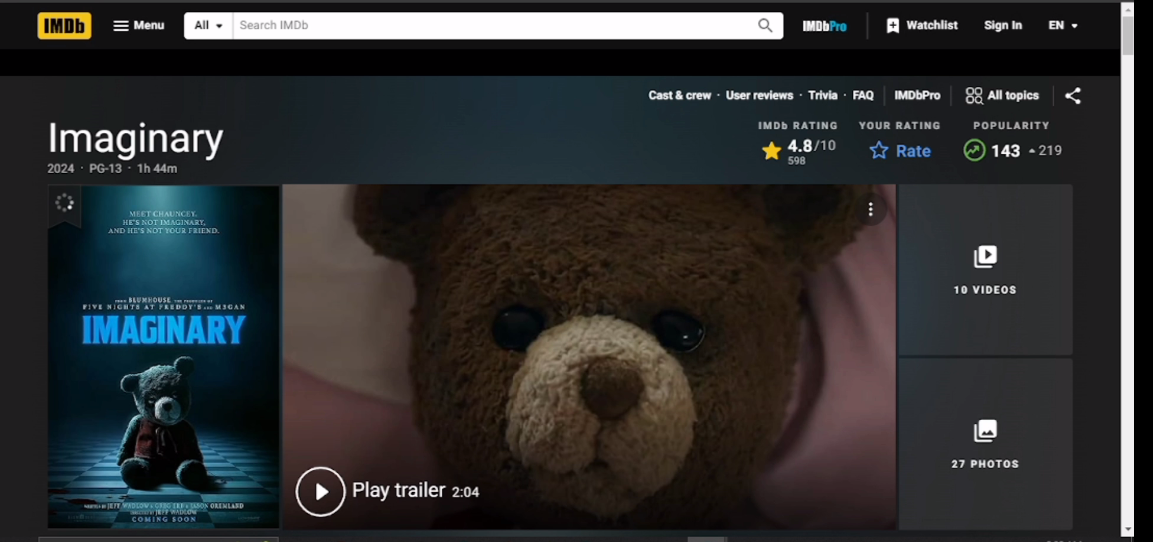 IMDb Menu All Search IMDb IMDbPro Watchlist Sign In EN
Cast & crew · User reviews · Trivia · FAQ IMDbPro All topics
Imaginary
2024 · PG-13 · 1h 44m
IMDb RATING YOUR RATING POPULARITY
4.8/10 Rate 143 219
598
MEET CHAUNCEY.
HE'S NOT IMAGINARY,
AND HE'S NOT YOUR FRIEND.
FROM BLUMHOUSE, THE PRODUCERS OF
FIVE NIGHTS AT FREDDY'S AND M3GAN
IMAGINARY
WRITTEN BY JEFF WADLOW & GREG ERB & JASON OREMLAND
DIRECTED BY JEFF WADLOW
COMING SOON
Play trailer 2:04
10 VIDEOS
27 PHOTOS